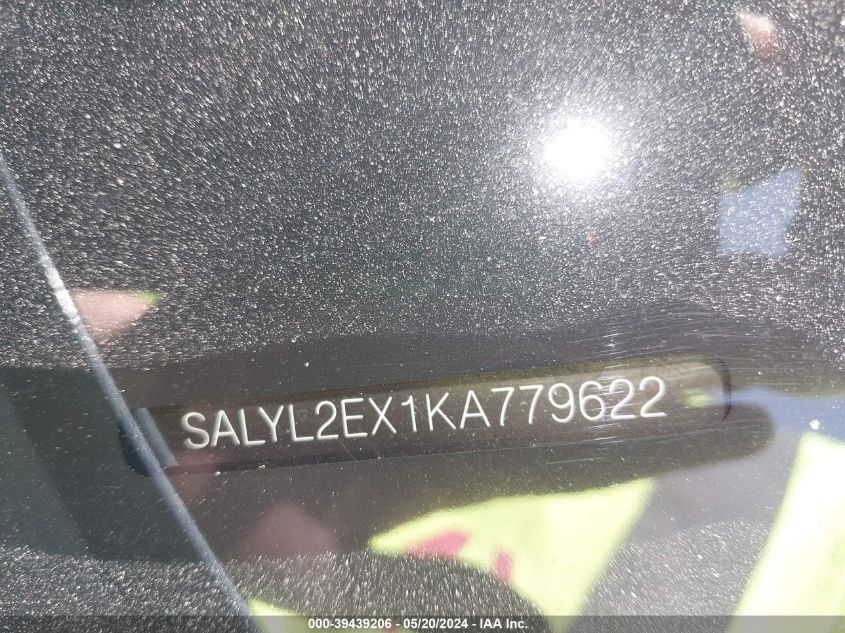 SALYL2EX1KA779622
000-39439206 - 05/20/2024 - IAA Inc.